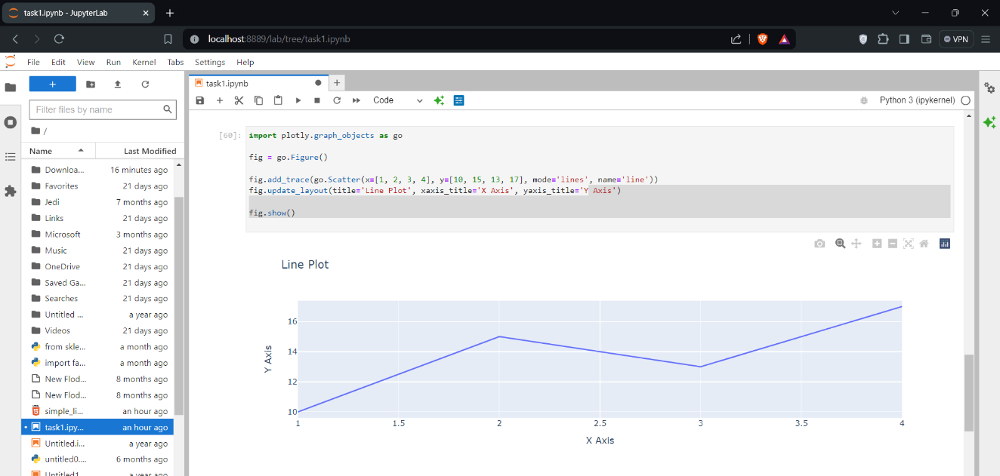 task1.ipynb - JupyterLab
localhost:8889/lab/tree/task1.ipynb
VPN
File Edit View Run Kernel Tabs Settings Help
+
task1.ipynb
Filter files by name
Code
Python 3 (ipykernel)
/
Name Last Modified
Downloa... 16 minutes ago
Favorites 21 days ago
Jedi 7 months ago
Links 21 days ago
Microsoft 3 months ago
Music 21 days ago
OneDrive 21 days ago
Saved Ga... 21 days ago
Searches 21 days ago
Untitled ... a year ago
Videos 21 days ago
from skle... a month ago
import fa... a month ago
New Flod... 8 months ago
New Flod... 8 months ago
simple_li... an hour ago
task1.ipy... an hour ago
Untitled.i... a year ago
untitled0.... 6 months ago
Untitled1 a year ago
[60]: import plotly.graph_objects as go
fig = go.Figure()
fig.add_trace(go.Scatter(x=[1, 2, 3, 4], y=[10, 15, 13, 17], mode='lines', name='line'))
fig.update_layout(title='Line Plot', xaxis_title='X Axis', yaxis_title='Y Axis')
fig.show()
Line Plot
16
14
12
10
Y Axis
1 1.5 2 2.5 3 3.5 4
X Axis